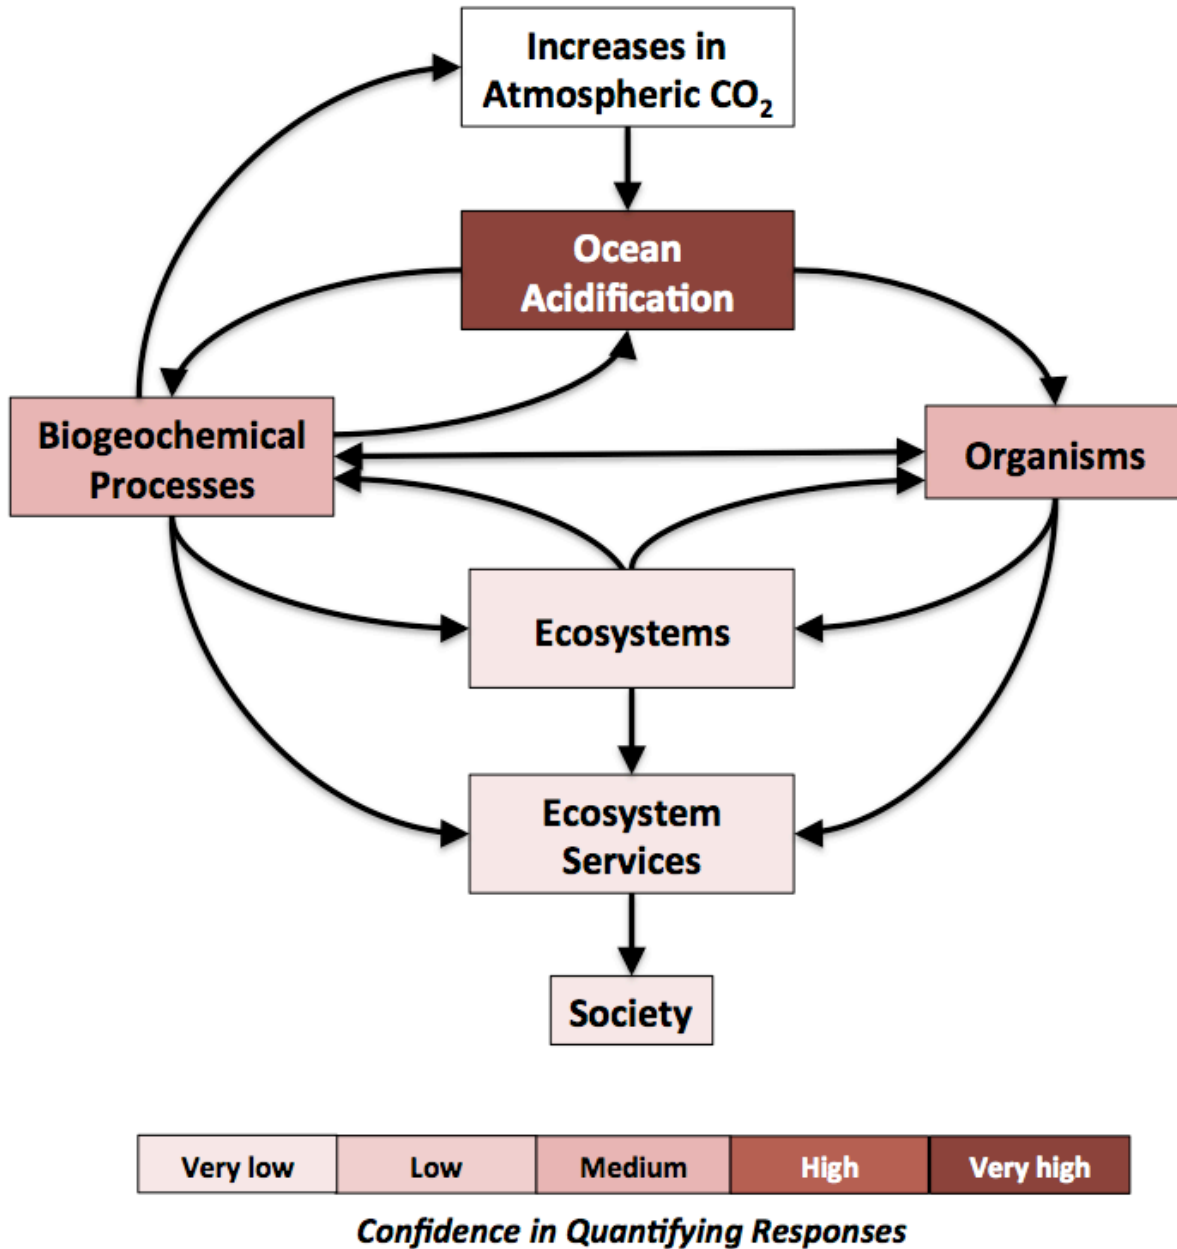 Increases in
Atmospheric CO₂
Ocean
Acidification
Biogeochemical
Processes
Organisms
Ecosystems
Ecosystem
Services
Society
Very low
Low
Medium
High
Very high
Confidence in Quantifying Responses